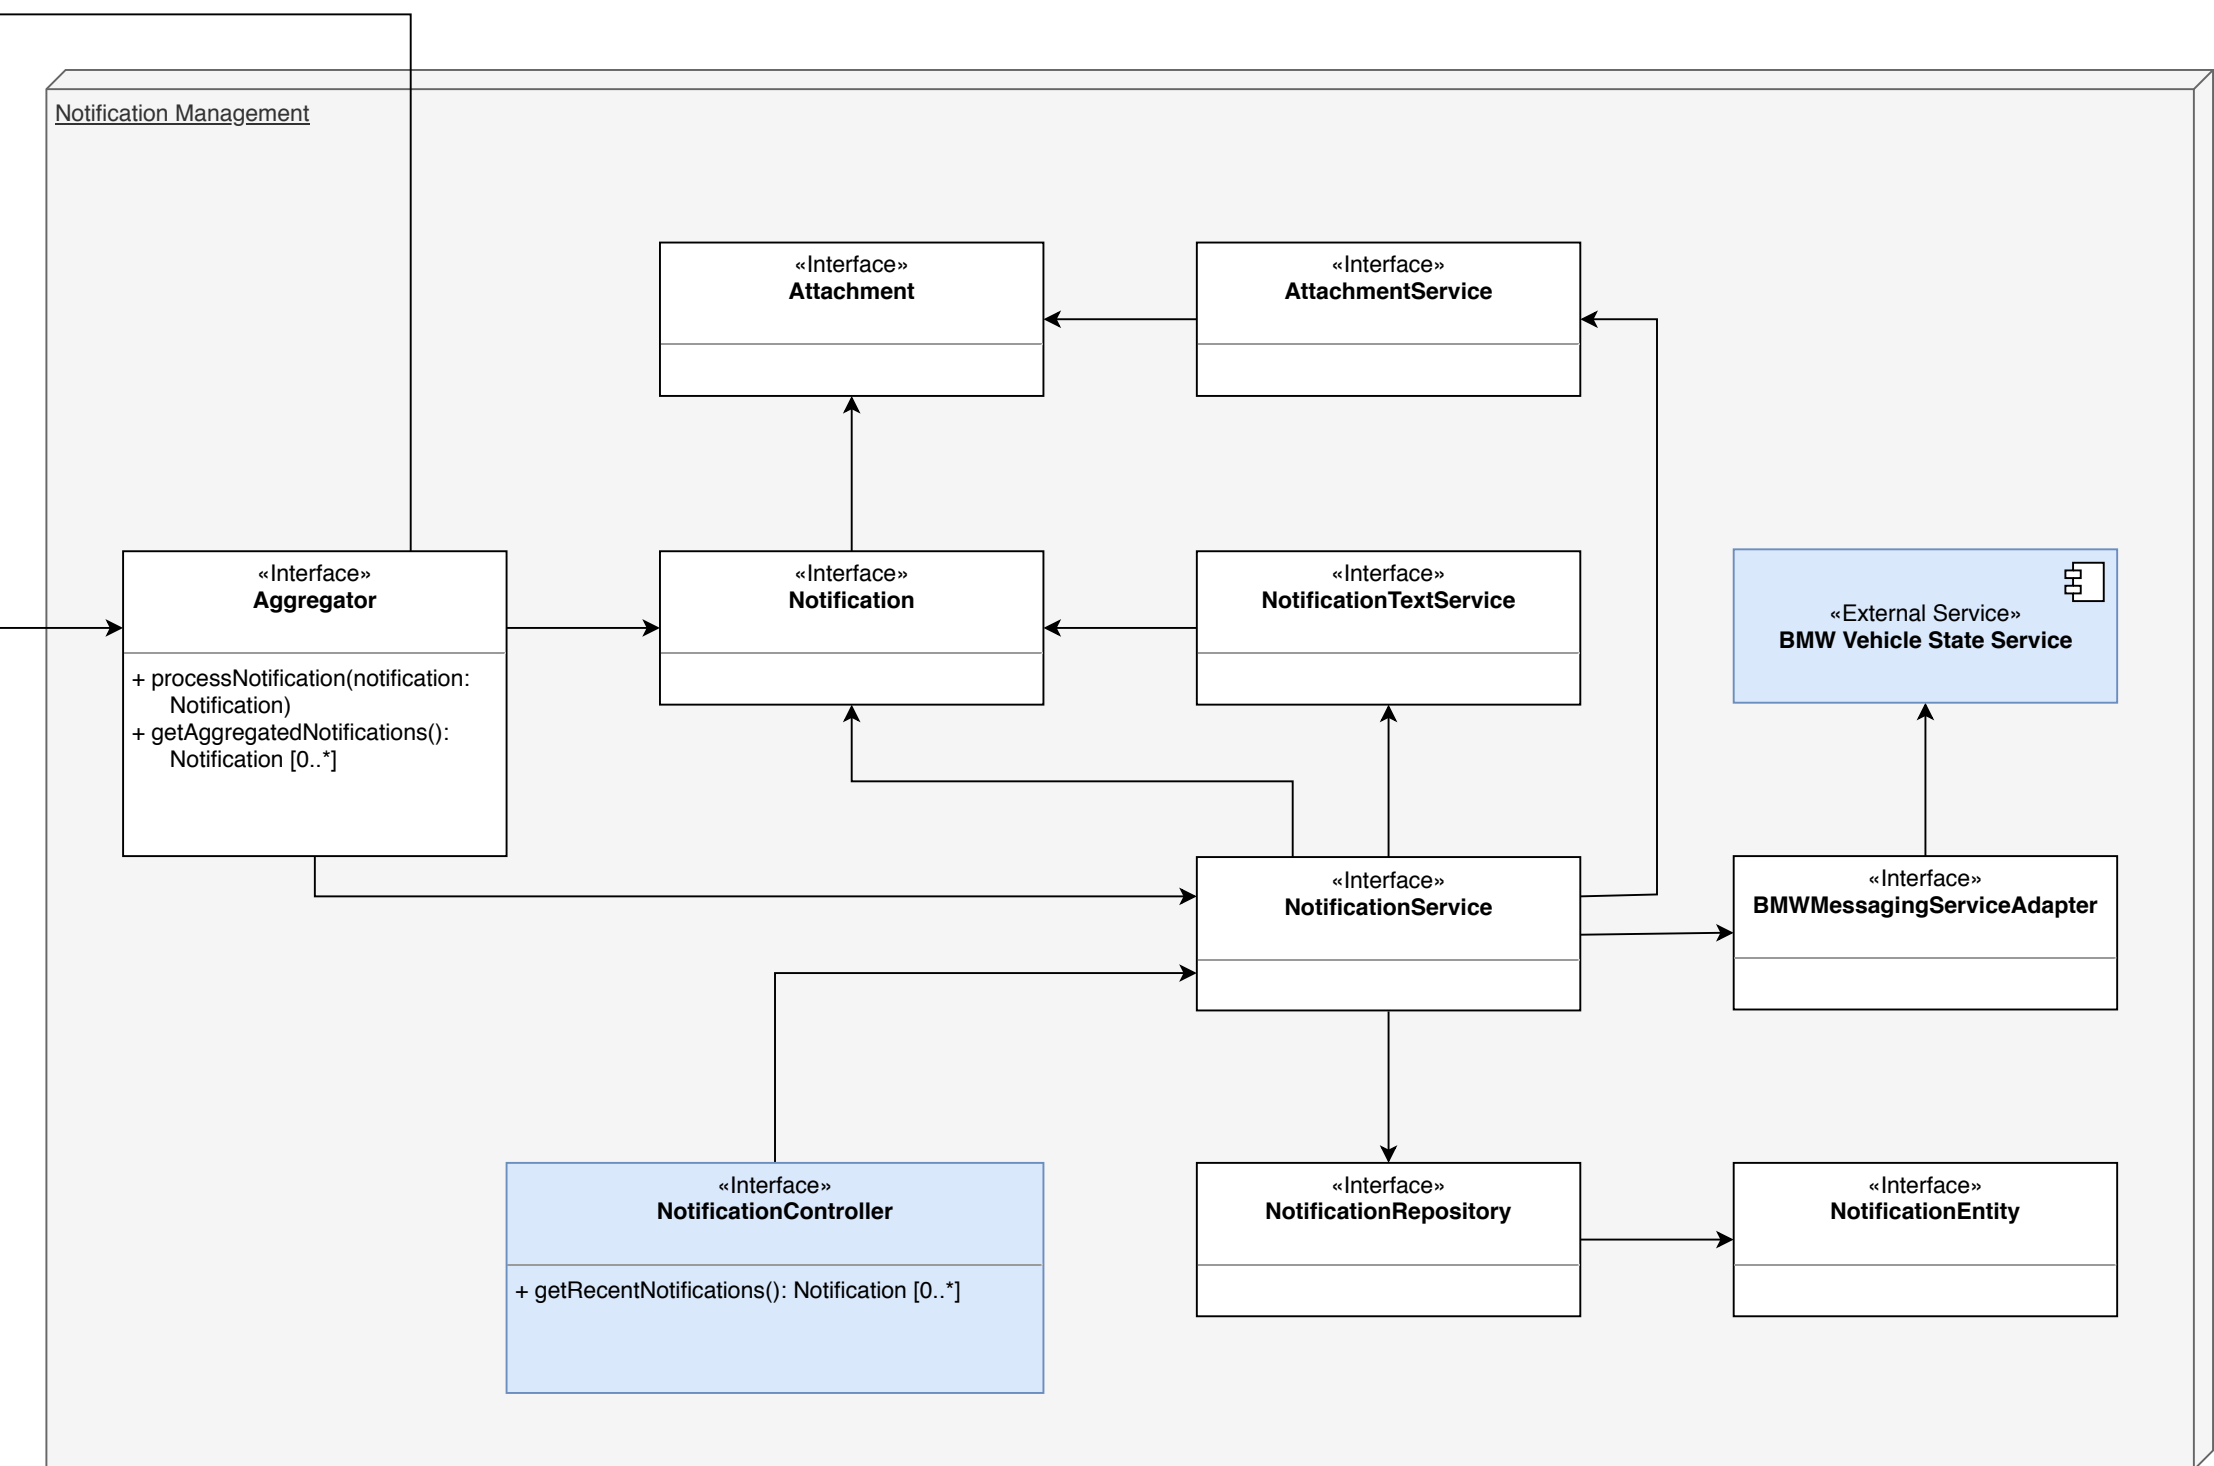 Notification Management
«Interface»
Attachment
«Interface»
AttachmentService
«Interface»
Aggregator
+ processNotification(notification:
Notification)
+ getAggregatedNotifications():
Notification [0..*]
«Interface»
Notification
«Interface»
NotificationTextService
«External Service»
BMW Vehicle State Service
«Interface»
NotificationService
«Interface»
BMWMessagingServiceAdapter
«Interface»
NotificationController
+ getRecentNotifications(): Notification [0..*]
«Interface»
NotificationRepository
«Interface»
NotificationEntity